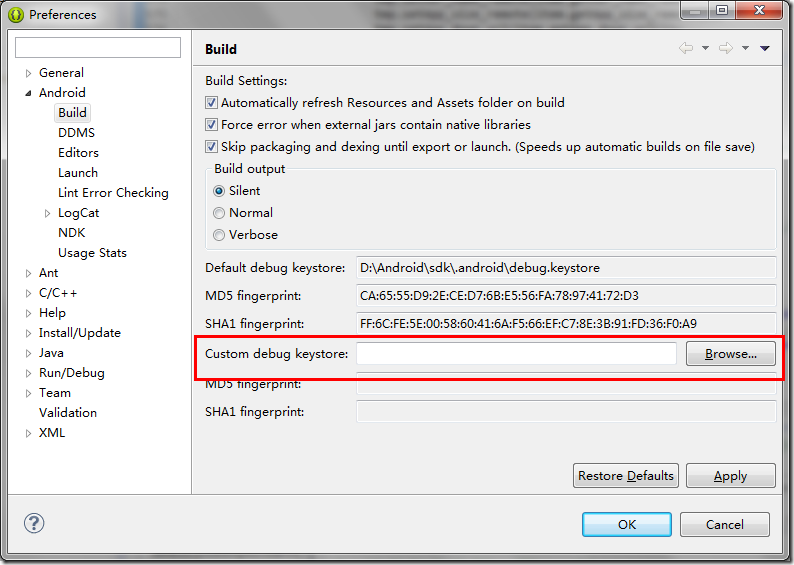 Preferences
General
Android
Build
DDMS
Editors
Launch
Lint Error Checking
LogCat
NDK
Usage Stats
Ant
C/C++
Help
Install/Update
Java
Run/Debug
Team
Validation
XML
Build
Build Settings:
Automatically refresh Resources and Assets folder on build
Force error when external jars contain native libraries
Skip packaging and dexing until export or launch. (Speeds up automatic builds on file save)
Build output
Silent
Normal
Verbose
Default debug keystore: D:\Android\sdk\.android\debug.keystore
MD5 fingerprint: CA:65:55:D9:2E:CE:D7:6B:E5:56:FA:78:97:41:72:D3
SHA1 fingerprint: FF:6C:FE:5E:00:58:60:41:6A:F5:66:EF:C7:8E:3B:91:FD:36:F0:A9
Custom debug keystore: Browse...
MD5 fingerprint:
SHA1 fingerprint:
Restore Defaults Apply
OK Cancel